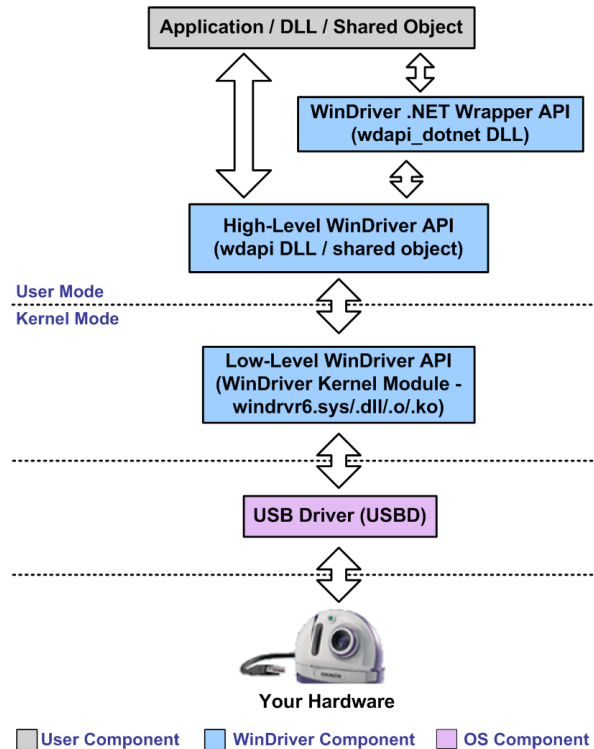 Application / DLL / Shared Object
WinDriver .NET Wrapper API
(wdapi_dotnet DLL)
High-Level WinDriver API
(wdapi DLL / shared object)
User Mode
Kernel Mode
Low-Level WinDriver API
(WinDriver Kernel Module -
windrvr6.sys/.dll/.o/.ko)
USB Driver (USBD)
Your Hardware
User Component
WinDriver Component
OS Component